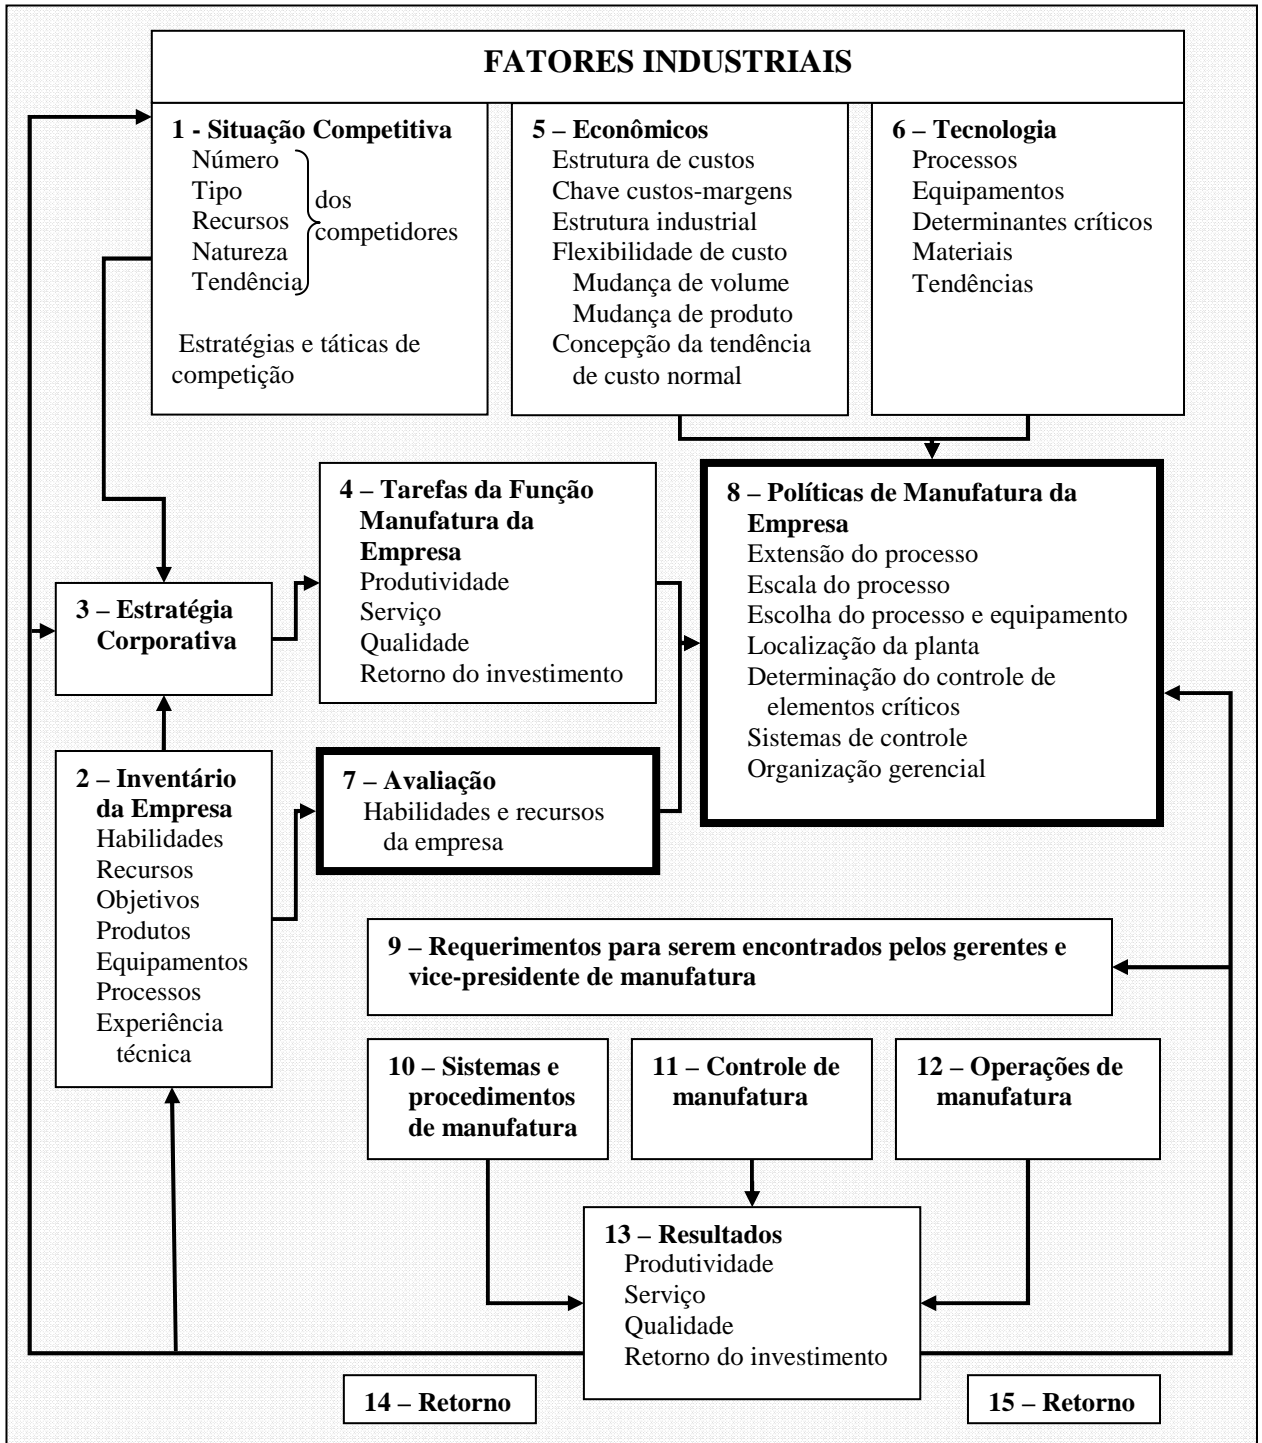 FATORES INDUSTRIAIS
1 - Situação Competitiva
Número
Tipo
Recursos
Natureza
Tendência
dos
competidores
Estratégias e táticas de
competição
5 – Econômicos
Estrutura de custos
Chave custos-margens
Estrutura industrial
Flexibilidade de custo
Mudança de volume
Mudança de produto
Concepção da tendência
de custo normal
6 – Tecnologia
Processos
Equipamentos
Determinantes críticos
Materiais
Tendências
4 – Tarefas da Função
Manufatura da
Empresa
Produtividade
Serviço
Qualidade
Retorno do investimento
8 – Políticas de Manufatura da
Empresa
Extensão do processo
Escala do processo
Escolha do processo e equipamento
Localização da planta
Determinação do controle de
elementos críticos
Sistemas de controle
Organização gerencial
3 – Estratégia
Corporativa
2 – Inventário
da Empresa
Habilidades
Recursos
Objetivos
Produtos
Equipamentos
Processos
Experiência
técnica
7 – Avaliação
Habilidades e recursos
da empresa
9 – Requerimentos para serem encontrados pelos gerentes e
vice-presidente de manufatura
10 – Sistemas e
procedimentos
de manufatura
11 – Controle de
manufatura
12 – Operações de
manufatura
13 – Resultados
Produtividade
Serviço
Qualidade
Retorno do investimento
14 – Retorno
15 – Retorno